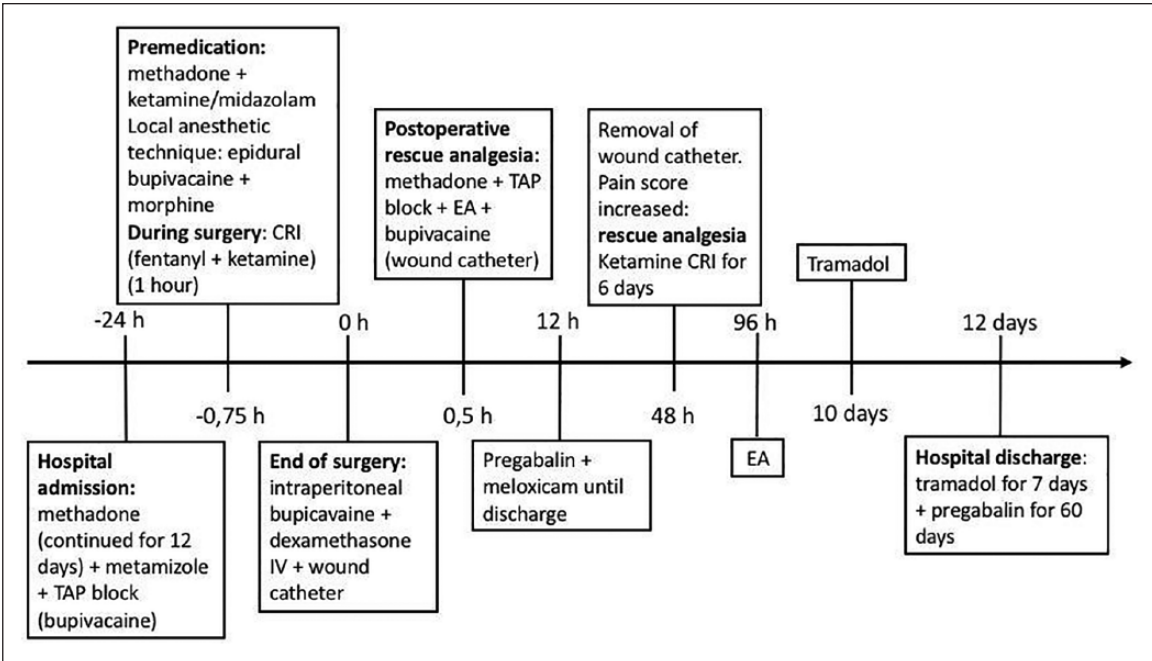 Premedication:
methadone +
ketamine/midazolam
Local anesthetic
technique: epidural
bupivacaine +
morphine
During surgery: CRI
(fentanyl + ketamine)
(1 hour)
Postoperative
rescue analgesia:
methadone + TAP
block + EA +
bupivacaine
(wound catheter)
Removal of
wound catheter.
Pain score
increased:
rescue analgesia
Ketamine CRI for
6 days
Tramadol
-24 h
0 h
12 h
96 h
12 days
-0,75 h
0,5 h
48 h
10 days
Hospital
admission:
methadone
(continued for 12
days) + metamizole
+ TAP block
(bupivacaine)
End of surgery:
intraperitoneal
bupicavaine +
dexamethasone
IV + wound
catheter
Pregabalin +
meloxicam until
discharge
EA
Hospital discharge:
tramadol for 7 days
+ pregabalin for 60
days